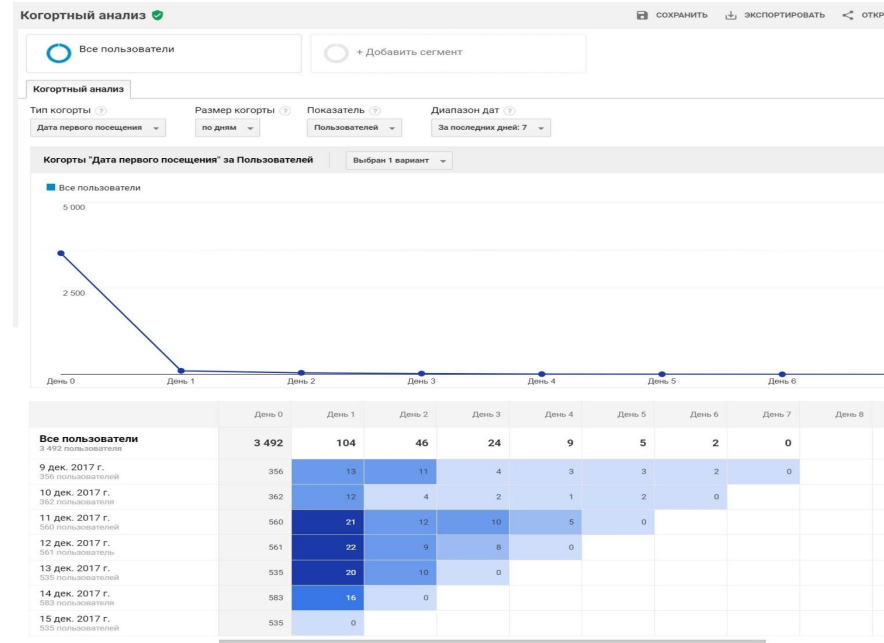 Когортный анализ
СОХРАНИТЬ ЭКСПОРТИРОВАТЬ ОТКР
Все пользователи
+ Добавить сегмент
Когортный анализ
Тип когорты ? Размер когорты ? Показатель ? Диапазон дат ?
Дата первого посещения по дням Пользователей За последних дней: 7
Когорты "Дата первого посещения" за Пользователей Выбран 1 вариант
Все пользователи
5 000
2 500
День 0 День 1 День 2 День 3 День 4 День 5 День 6
День 0 День 1 День 2 День 3 День 4 День 5 День 6 День 7 День 8
Все пользователи 3 492 104 46 24 9 5 2 0
3 492 пользователя
9 дек. 2017 г. 356 13 11 4 3 3 2 0
356 пользователей
10 дек. 2017 г. 362 12 4 2 1 2 0
362 пользователя
11 дек. 2017 г. 560 21 12 10 5 0
560 пользователей
12 дек. 2017 г. 561 22 9 8 0
561 пользователь
13 дек. 2017 г. 535 20 10 0
535 пользователей
14 дек. 2017 г. 583 16 0
583 пользователя
15 дек. 2017 г. 535 0
535 пользователей